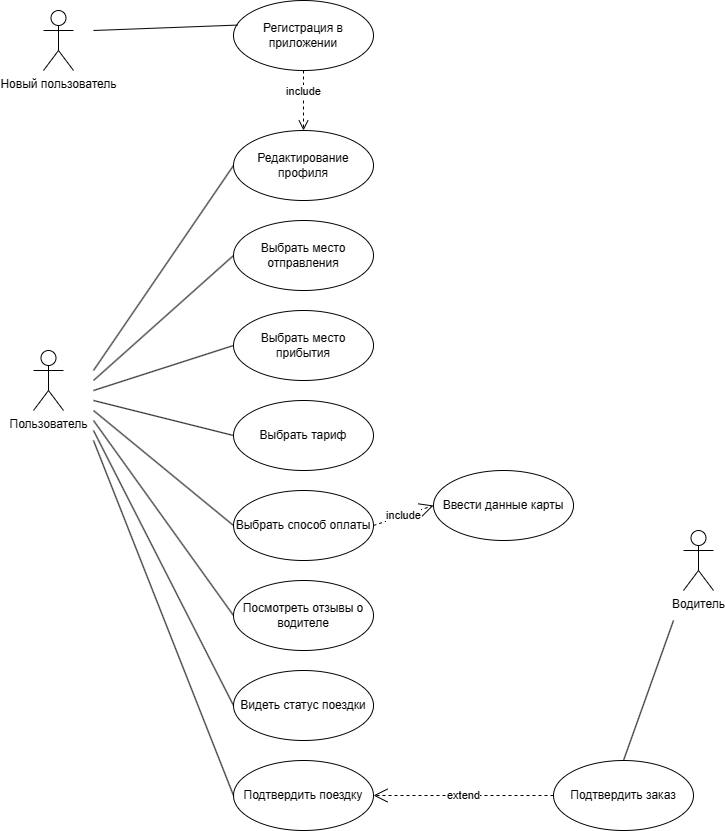 Регистрация в
приложении
Новый пользователь
include
Редактирование
профиля
Выбрать место
отправления
Выбрать место
прибытия
Пользователь
Выбрать тариф
Выбрать способ оплаты
include
Ввести данные карты
Посмотреть отзывы о
водителе
Водитель
Видеть статус поездки
Подтвердить поездку
extend
Подтвердить заказ